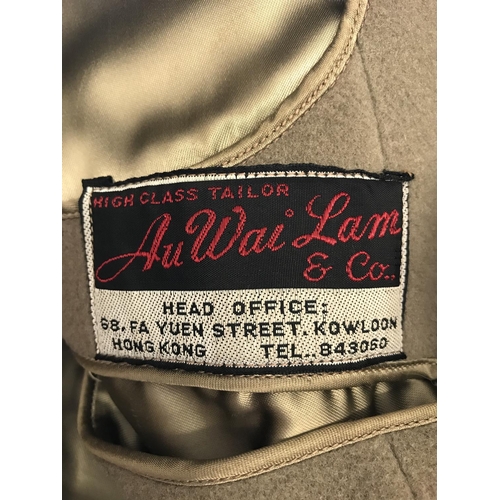 HIGH CLASS TAILOR
Au Wai Lam
& Co.,
HEAD OFFICE:
68, FA YUEN STREET, KOWLOON
HONG KONG TEL.. 843060